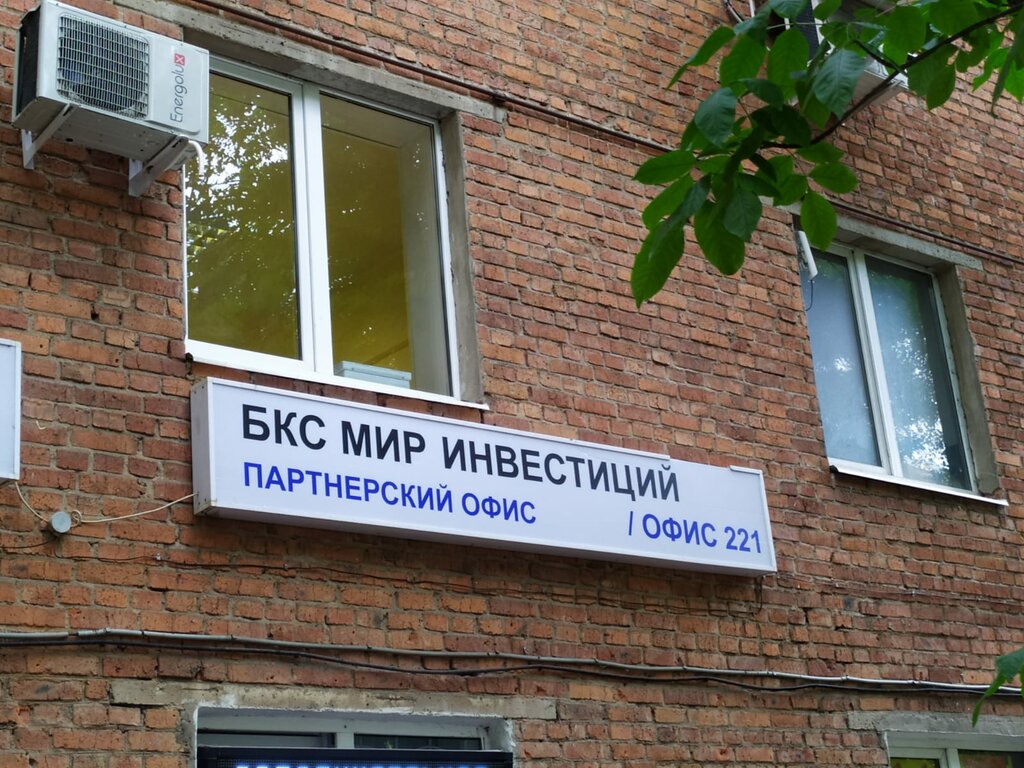 Energolux
БКС МИР ИНВЕСТИЦИЙ
ПАРТНЕРСКИЙ ОФИС / ОФИС 221